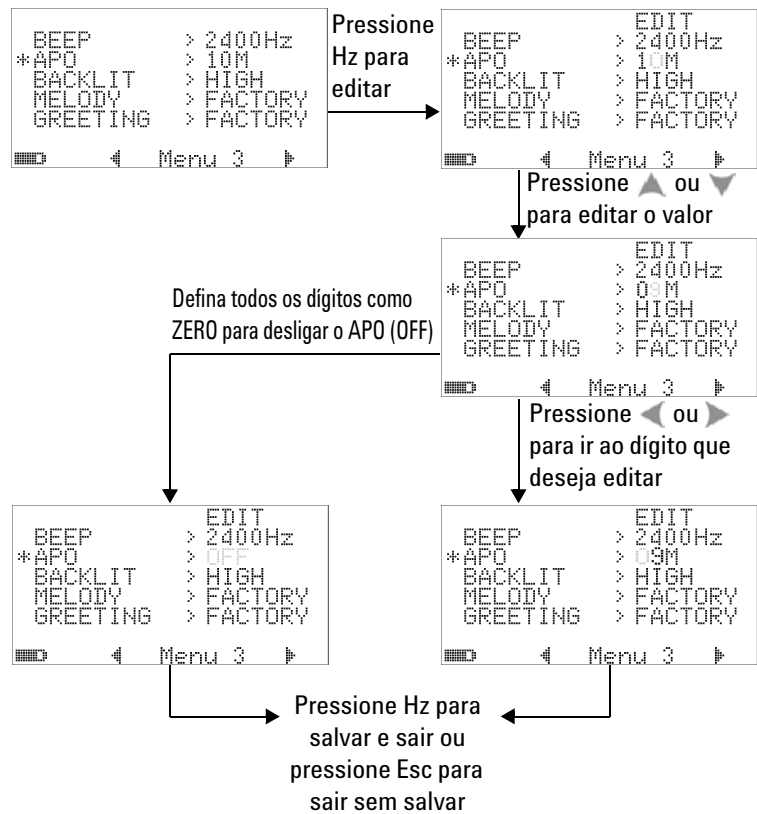 BEEP > 2400Hz
*APO > 10M
BACKLIT > HIGH
MELODY > FACTORY
GREETING > FACTORY
Menu 3
Pressione
Hz para
editar
EDIT
BEEP > 2400Hz
*APO > 10M
BACKLIT > HIGH
MELODY > FACTORY
GREETING > FACTORY
Menu 3
Pressione ▲ ou ▼
para editar o valor
EDIT
BEEP > 2400Hz
*APO > 09M
BACKLIT > HIGH
MELODY > FACTORY
GREETING > FACTORY
Menu 3
Defina todos os dígitos como
ZERO para desligar o APO (OFF)
Pressione ◀ ou ▶
para ir ao dígito que
deseja editar
EDIT
BEEP > 2400Hz
*APO > OFF
BACKLIT > HIGH
MELODY > FACTORY
GREETING > FACTORY
Menu 3
EDIT
BEEP > 2400Hz
*APO > 09M
BACKLIT > HIGH
MELODY > FACTORY
GREETING > FACTORY
Menu 3
Pressione Hz para
salvar e sair ou
pressione Esc para
sair sem salvar